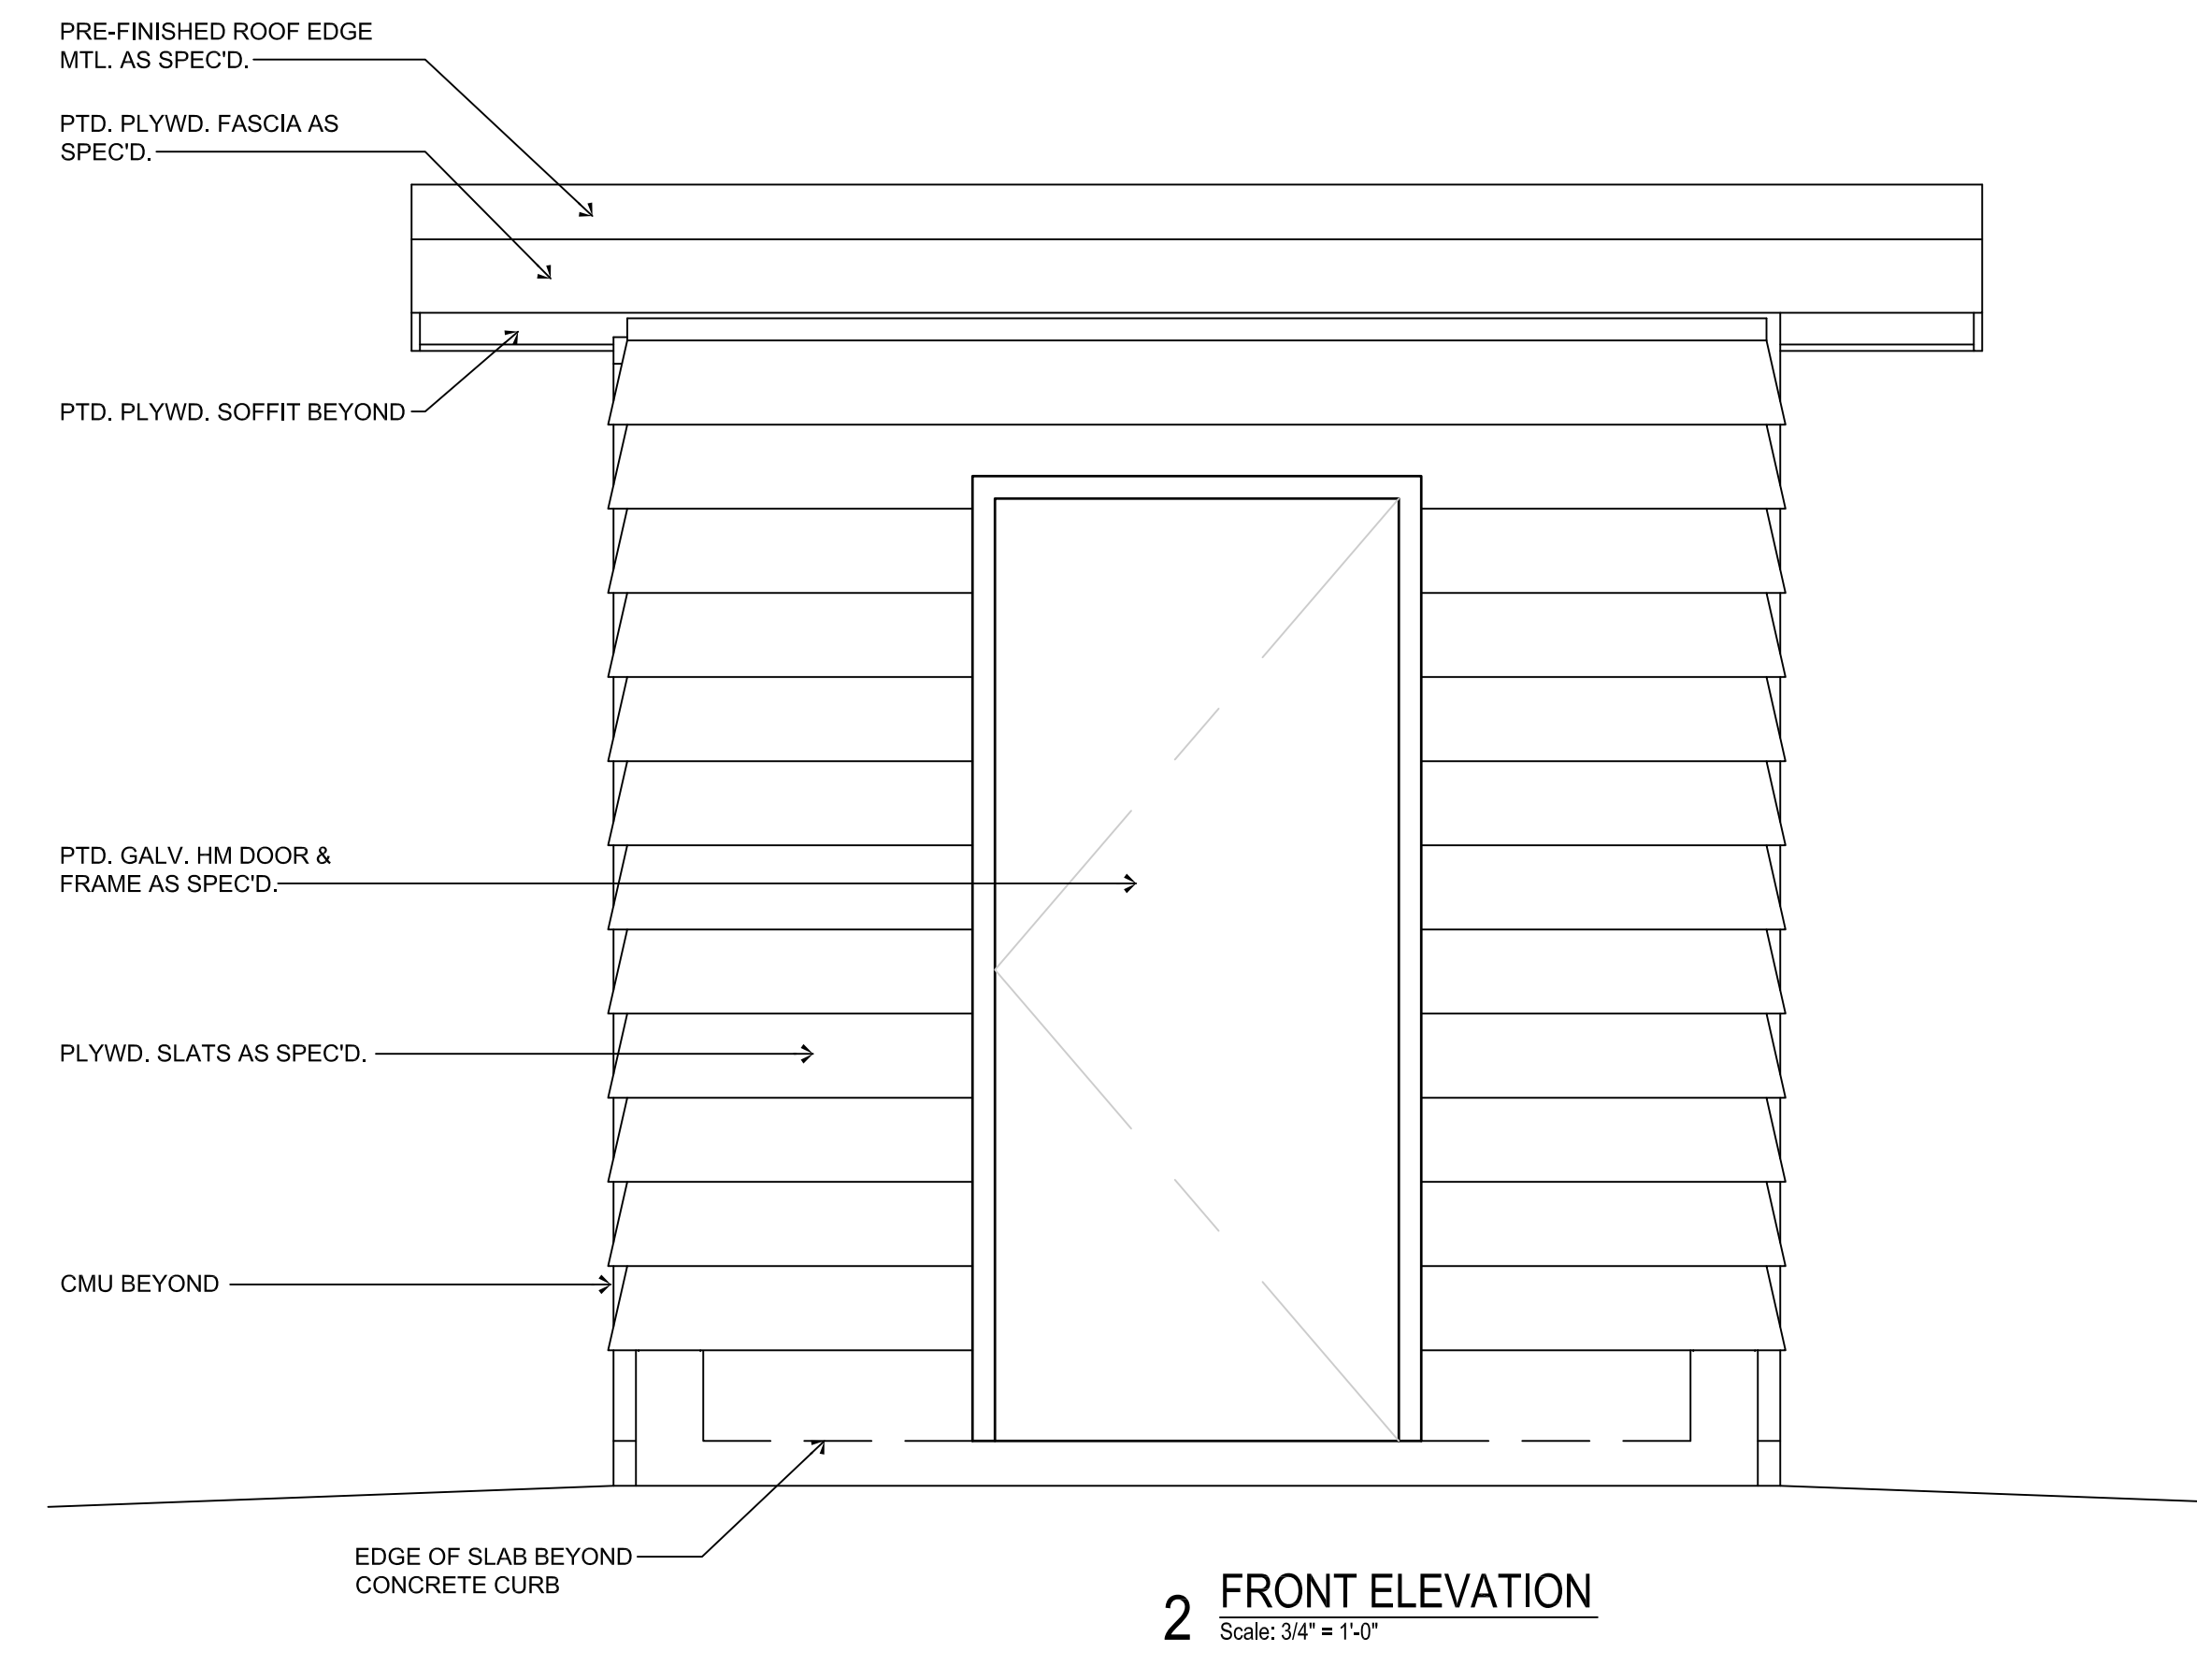 PRE-FINISHED ROOF EDGE
MTL. AS SPEC'D.
PTD. PLYWD. FASCIA AS
SPEC'D.
PTD. PLYWD. SOFFIT BEYOND
PTD. GALV. HM DOOR &
FRAME AS SPEC'D.
PLYWD. SLATS AS SPEC'D.
CMU BEYOND
EDGE OF SLAB BEYOND
CONCRETE CURB
2 FRONT ELEVATION
Scale: 3/4" = 1'-0"